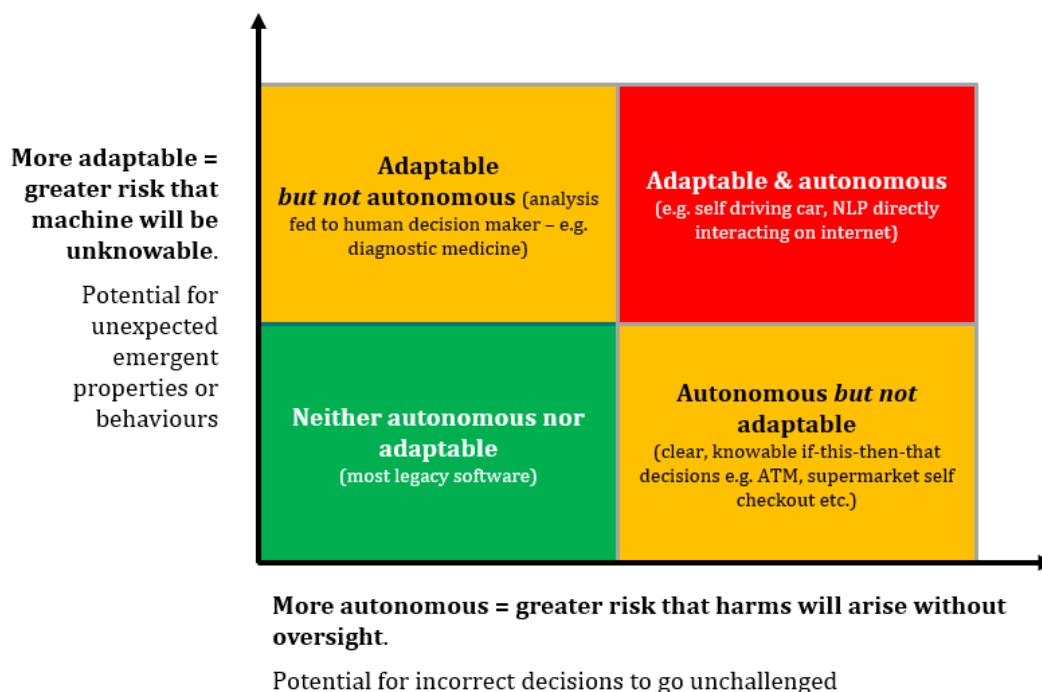 More adaptable =
greater risk that
machine will be
unknowable.
Potential for
unexpected
emergent
properties or
behaviours
Adaptable
but not autonomous (analysis
fed to human decision maker – e.g.
diagnostic medicine)
Adaptable & autonomous
(e.g. self driving car, NLP directly
interacting on internet)
Neither autonomous nor
adaptable
(most legacy software)
Autonomous but not
adaptable
(clear, knowable if-this-then-that
decisions e.g. ATM, supermarket self
checkout etc.)
More autonomous = greater risk that harms will arise without
oversight.
Potential for incorrect decisions to go unchallenged